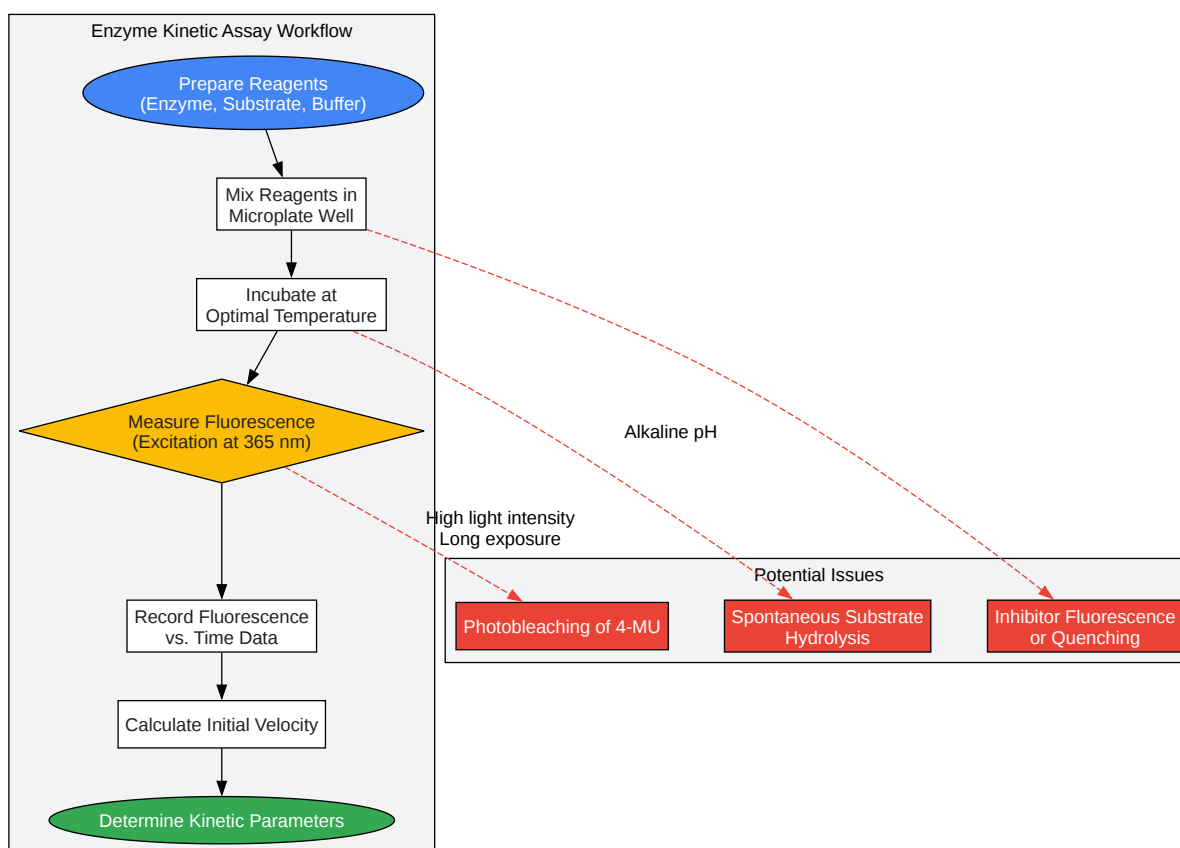 Enzyme Kinetic Assay Workflow
Prepare Reagents
(Enzyme, Substrate, Buffer)
Mix Reagents in
Microplate Well
Incubate at
Optimal Temperature
Measure Fluorescence
(Excitation at 365 nm)
Alkaline pH
High light intensity
Long exposure
Potential Issues
Photobleaching of 4-MU
Spontaneous Substrate
Hydrolysis
Inhibitor Fluorescence
or Quenching
Record Fluorescence
vs. Time Data
Calculate Initial Velocity
Determine Kinetic Parameters